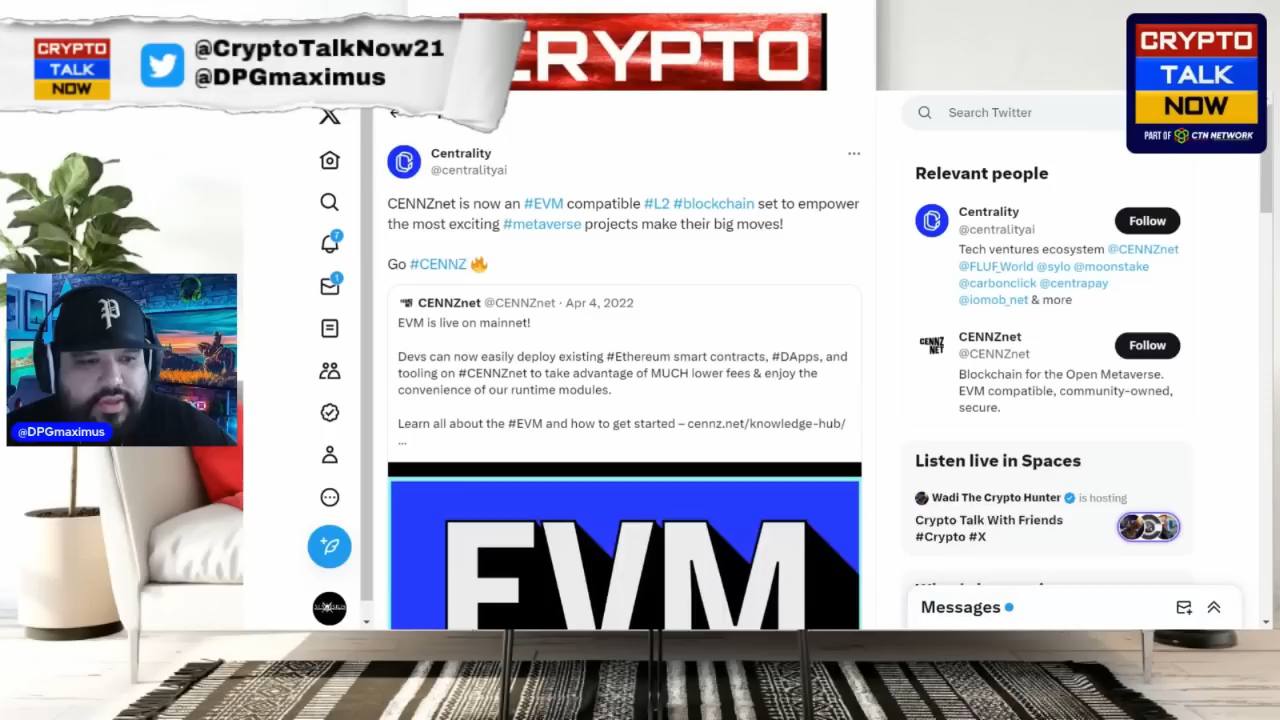 CRYPTO
TALK
NOW
@CryptoTalkNow21
@DPGmaximus
CRYPTO
CRYPTO
TALK
NOW
PART OF CTN NETWORK
Search Twitter
Centrality
@centralityai
CENNZnet is now an #EVM compatible #L2 #blockchain set to empower
the most exciting #metaverse projects make their big moves!
Go #CENNZ 🔥
CENNZnet @CENNZnet · Apr 4, 2022
EVM is live on mainnet!
Devs can now easily deploy existing #Ethereum smart contracts, #DApps, and
tooling on #CENNZnet to take advantage of MUCH lower fees & enjoy the
convenience of our runtime modules.
Learn all about the #EVM and how to get started – cennz.net/knowledge-hub/
...
EVM
7
1
P
@DPGmaximus
Relevant people
Centrality
@centralityai
Follow
Tech ventures ecosystem @CENNZnet
@FLUF_World @sylo @moonstake
@carbonclick @centrapay
@iomob_net & more
CENNZ
NET
CENNZnet
@CENNZnet
Follow
Blockchain for the Open Metaverse.
EVM compatible, community-owned,
secure.
Listen live in Spaces
Wadi The Crypto Hunter is hosting
Crypto Talk With Friends
#Crypto #X
Messages